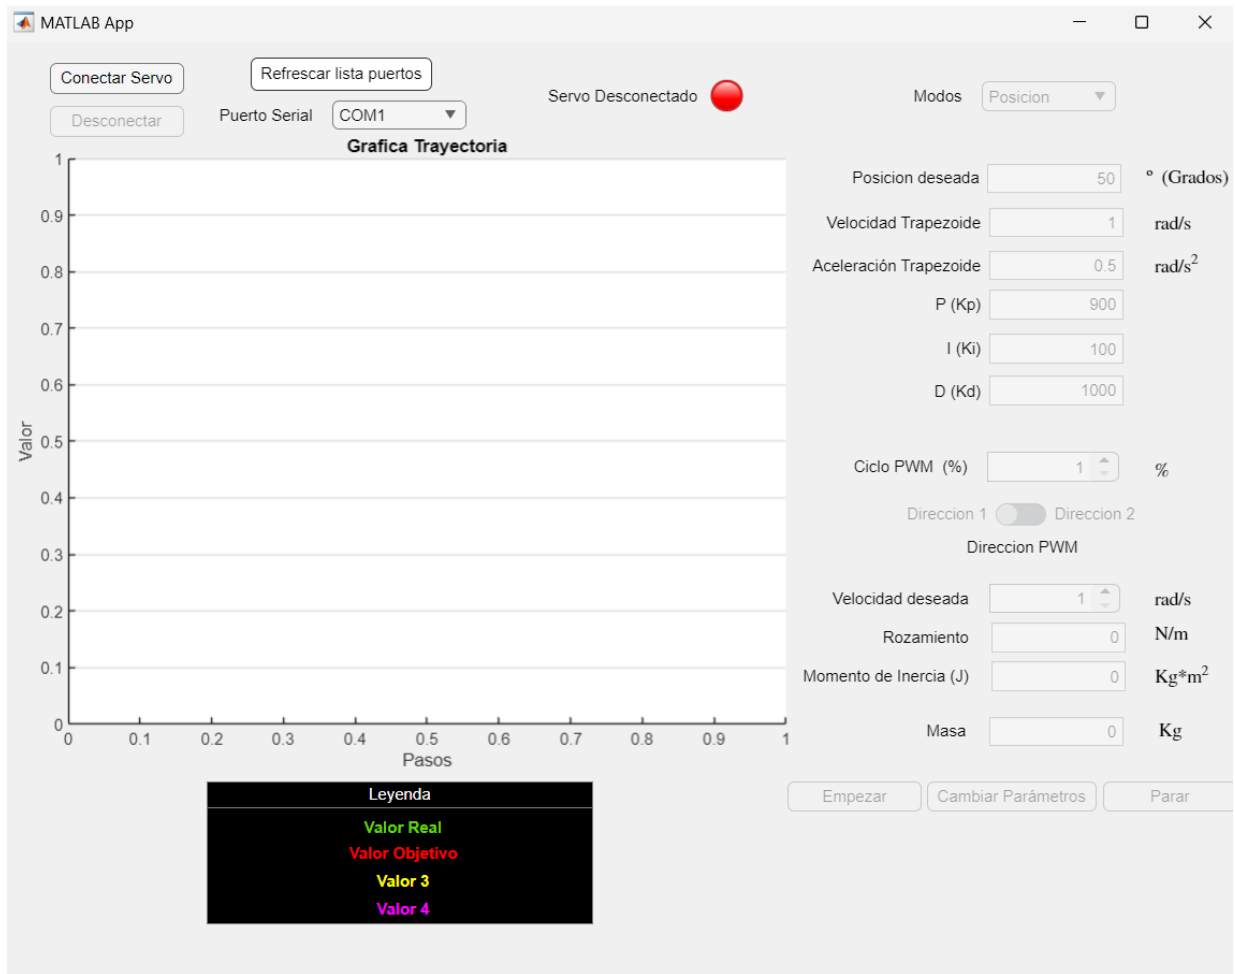 MATLAB App
Conectar Servo
Refrescar lista puertos
Desconectar
Puerto Serial COM1
Servo Desconectado
Modos Posicion
Grafica Trayectoria
1
0.9
0.8
0.7
0.6
0.5
0.4
0.3
0.2
0.1
0
Valor
0 0.1 0.2 0.3 0.4 0.5 0.6 0.7 0.8 0.9 1
Pasos
Posicion deseada 50 º (Grados)
Velocidad Trapezoide 1 rad/s
Aceleración Trapezoide 0.5 rad/s²
P (Kp) 900
I (Ki) 100
D (Kd) 1000
Ciclo PWM (%) 1 %
Direccion 1 Direccion 2
Direccion PWM
Velocidad deseada 1 rad/s
Rozamiento 0 N/m
Momento de Inercia (J) 0 Kg*m²
Masa 0 Kg
Empezar Cambiar Parámetros Parar
Leyenda
Valor Real
Valor Objetivo
Valor 3
Valor 4